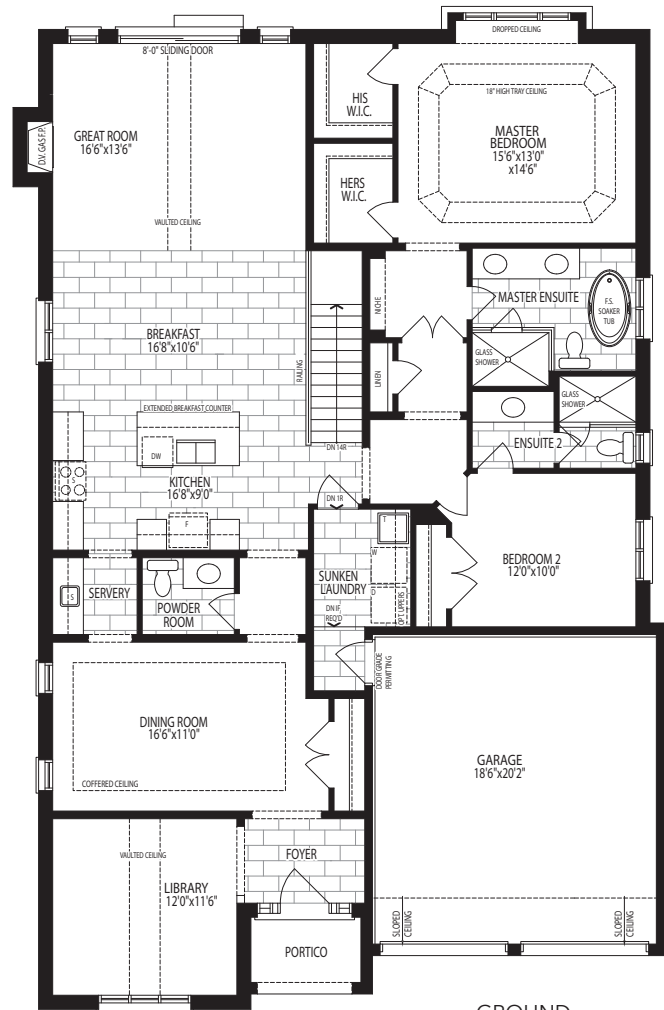 8'-0" SLIDING DOOR
DROPPED CEILING
HIS
W.I.C.
18" HIGH TRAY CEILING
GREAT ROOM
16'6"x13'6"
D.V. GAS F.P.
MASTER
BEDROOM
15'6"x13'0"
x14'6"
HERS
W.I.C.
VAULTED CEILING
NICHE
MASTER ENSUITE
F.S.
SOAKER
TUB
BREAKFAST
16'8"x10'6"
RAILING
LINEN
GLASS
SHOWER
GLASS
SHOWER
EXTENDED BREAKFAST COUNTER
DW
DN 14R
ENSUITE 2
S
KITCHEN
16'8"x9'0"
DN 1R
F
T
W
D
OPT. UPPERS
BEDROOM 2
12'0"x10'0"
SUNKEN
LAUNDRY
SERVERY
S
POWDER
ROOM
DN IF
REQ'D
DOOR GRADE
PERMITTING
DINING ROOM
16'6"x11'0"
GARAGE
18'6"x20'2"
COFFERED CEILING
VAULTED CEILING
FOYER
LIBRARY
12'0"x11'6"
SLOPED
CEILING
SLOPED
CEILING
PORTICO
GROUND